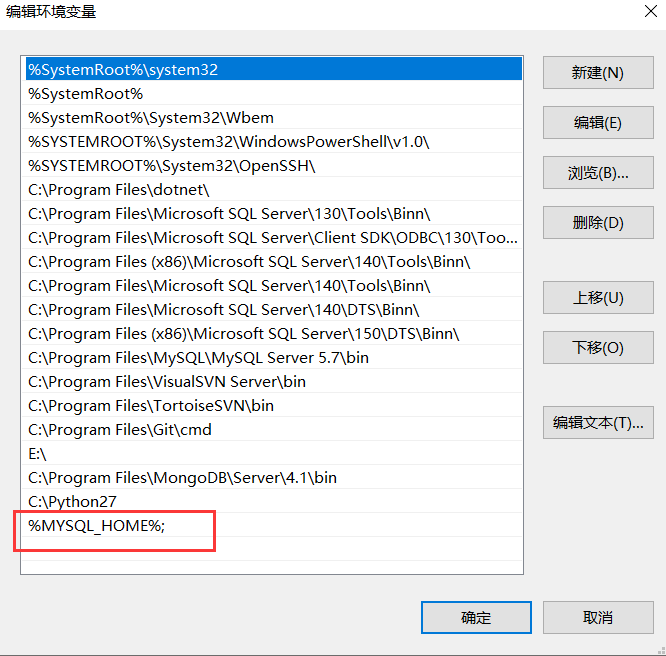 编辑环境变量
%SystemRoot%\system32
%SystemRoot%
%SystemRoot%\System32\Wbem
%SYSTEMROOT%\System32\WindowsPowerShell\v1.0\
%SYSTEMROOT%\System32\OpenSSH\
C:\Program Files\dotnet\
C:\Program Files\Microsoft SQL Server\130\Tools\Binn\
C:\Program Files\Microsoft SQL Server\Client SDK\ODBC\130\Too...
C:\Program Files (x86)\Microsoft SQL Server\140\Tools\Binn\
C:\Program Files\Microsoft SQL Server\140\Tools\Binn\
C:\Program Files\Microsoft SQL Server\140\DTS\Binn\
C:\Program Files (x86)\Microsoft SQL Server\150\DTS\Binn\
C:\Program Files\MySQL\MySQL Server 5.7\bin
C:\Program Files\VisualSVN Server\bin
C:\Program Files\TortoiseSVN\bin
C:\Program Files\Git\cmd
E:\
C:\Program Files\MongoDB\Server\4.1\bin
C:\Python27
%MYSQL_HOME%;
新建(N)
编辑(E)
浏览(B)...
删除(D)
上移(U)
下移(O)
编辑文本(T)...
确定
取消